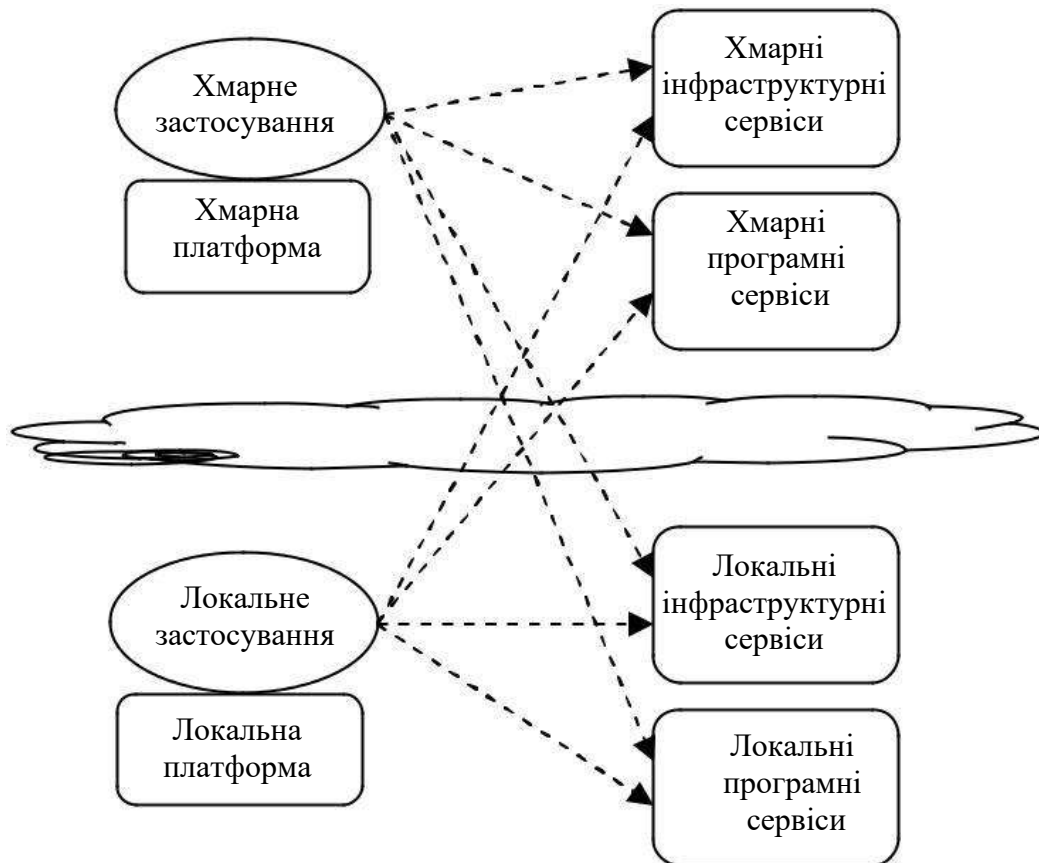 Хмарне
застосування
Хмарна
платформа
Хмарні
інфраструктурні
сервіси
Хмарні
програмні
сервіси
Локальне
застосування
Локальна
платформа
Локальні
інфраструктурні
сервіси
Локальні
програмні
сервіси